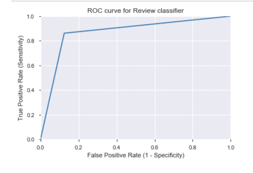 ROC curve for Review classifier
1.0
0.8
0.6
0.4
0.2
0.0
True Positive Rate (Sensitivity)
0.0 0.2 0.4 0.6 0.8 1.0
False Positive Rate (1 - Specificity)